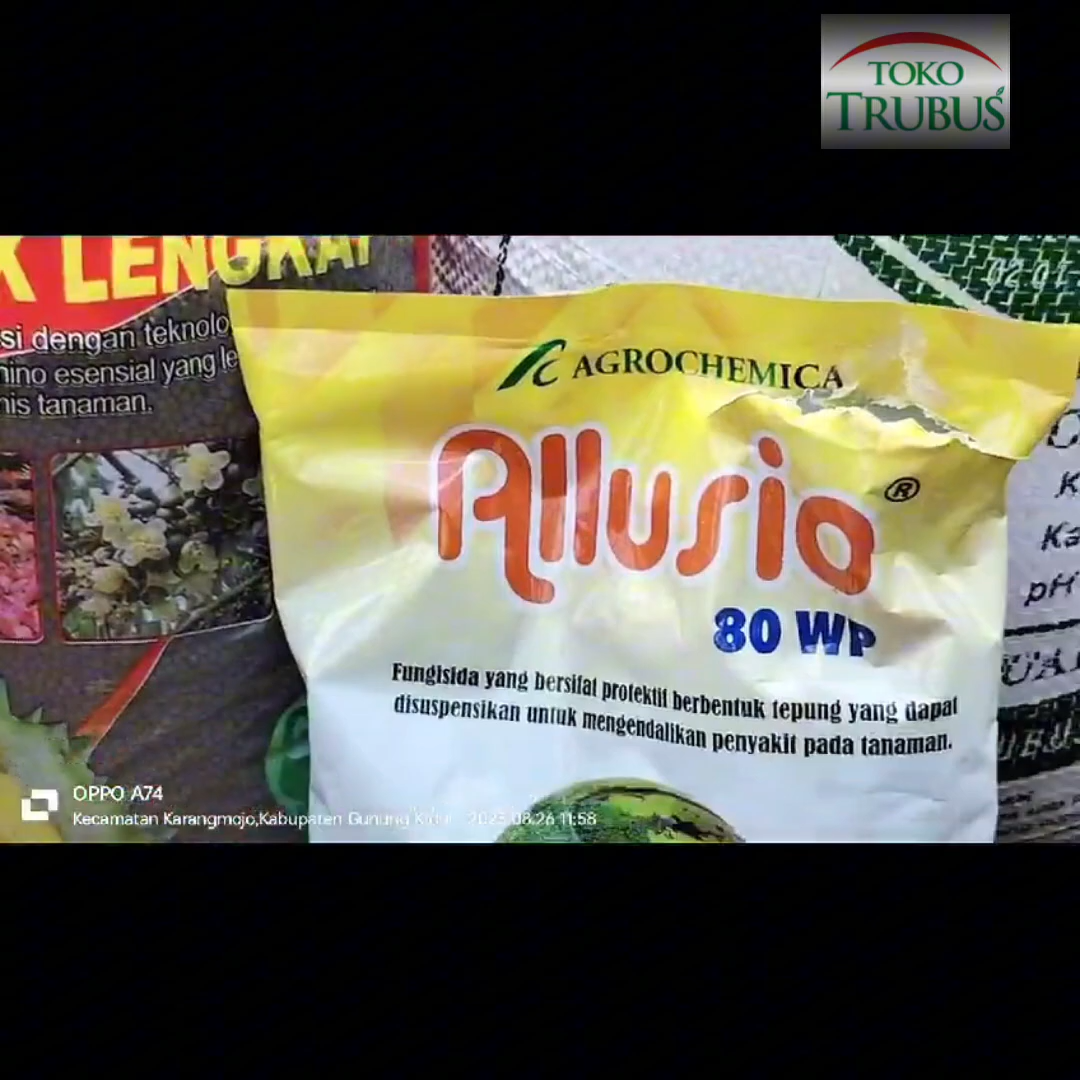 TOKO
TRUBUS
K LENGKAP
si dengan teknolo
mino esensial yang le
nis tanaman.
AGROCHEMICA
Allusio ®
80 WP
Fungisida yang bersifat protektif berbentuk tepung yang dapat
disuspensikan untuk mengendalikan penyakit pada tanaman.
pH
OPPO A74
Kecamatan Karangmojo,Kabupaten Gunung Kidul 2023.08.26 11:58